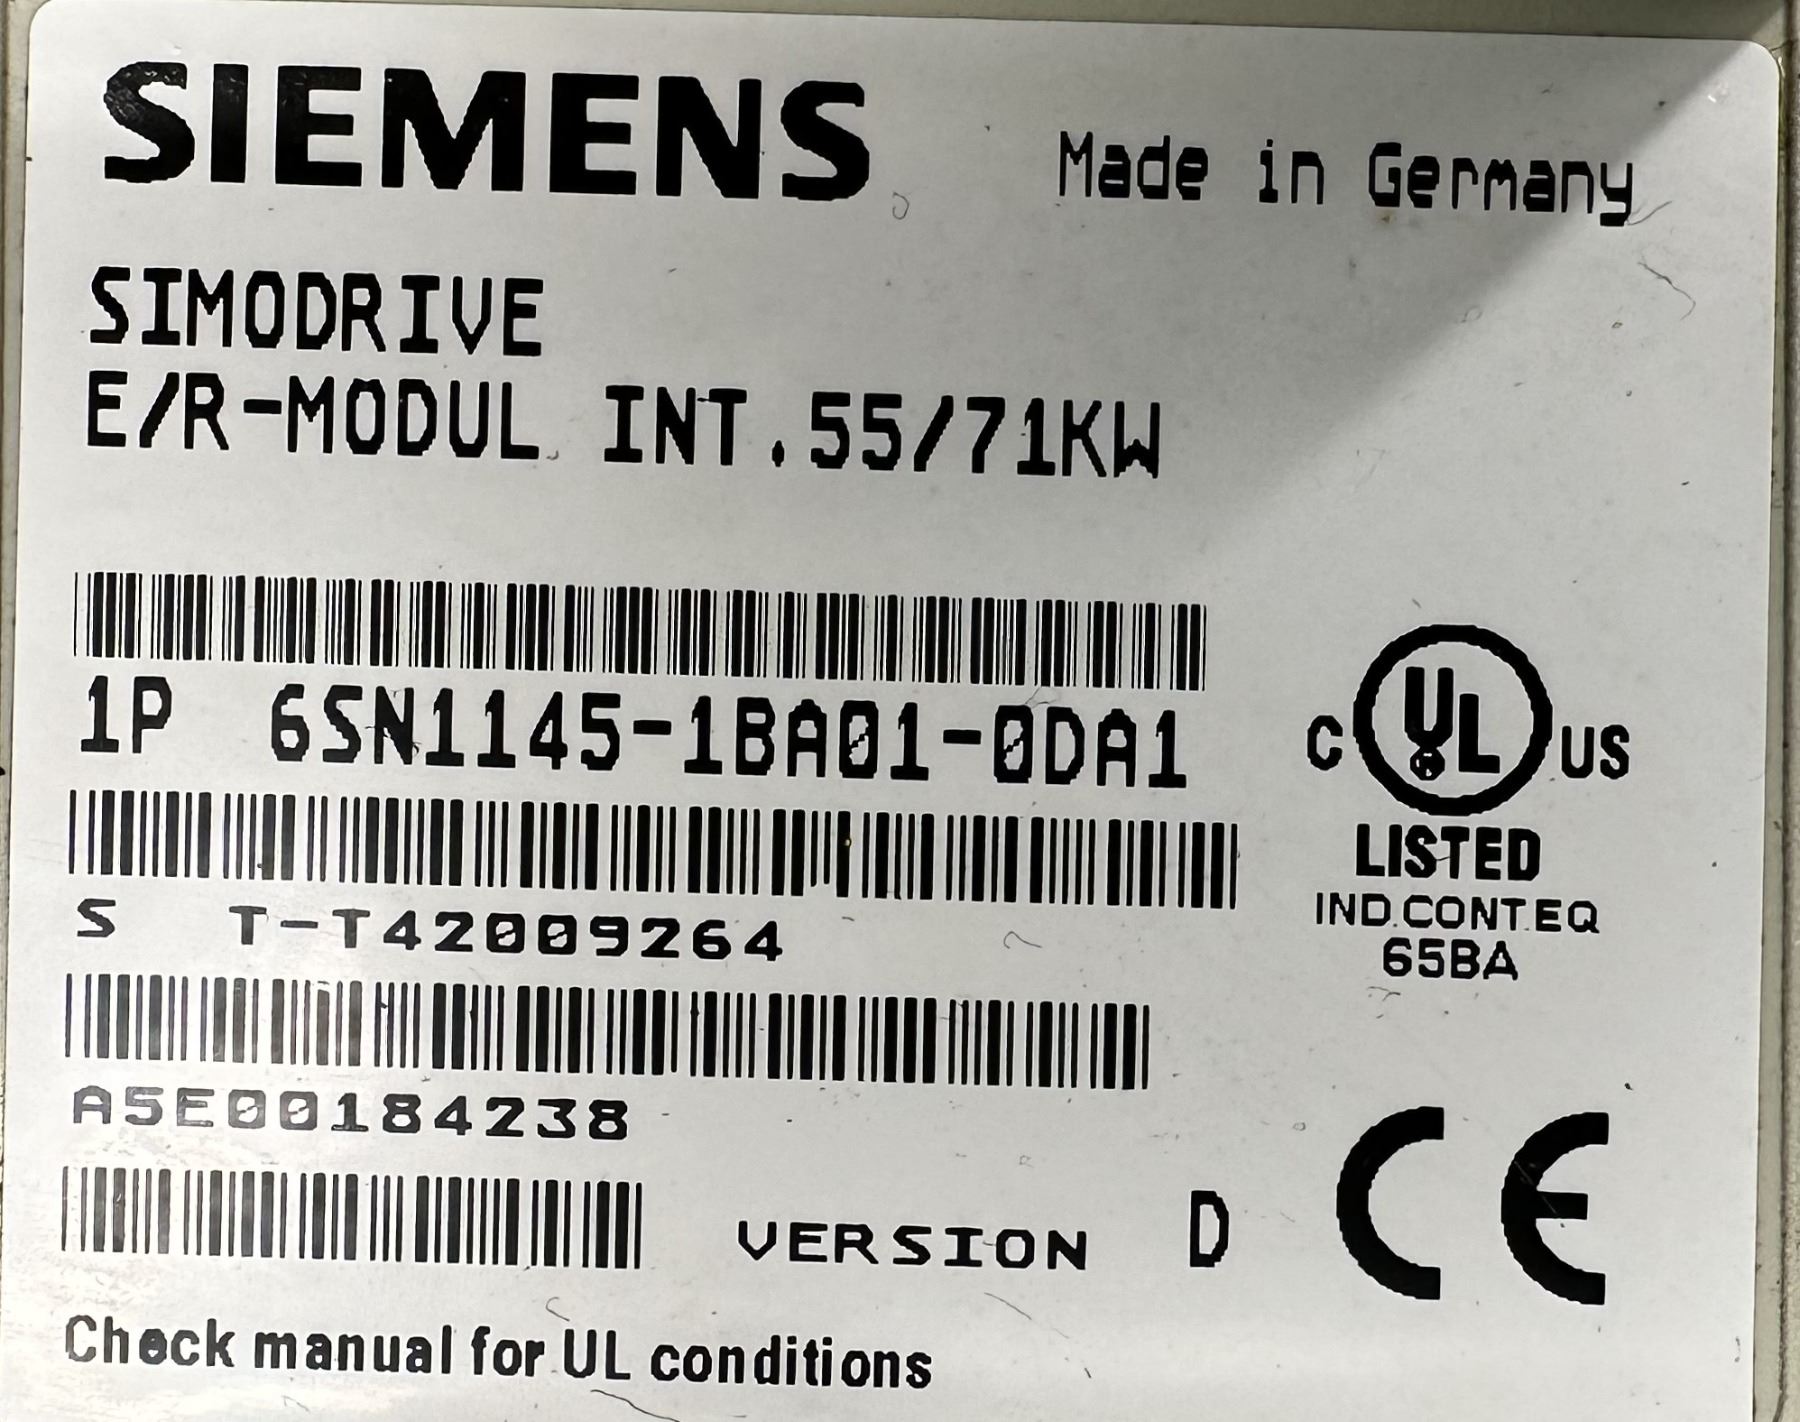 SIEMENS
Made in Germany
SIMODRIVE
E/R-MODUL INT.55/71KW
1P 6SN1145-1BA01-0DA1
S T-T42009264
A5E00184238
VERSION D
Check manual for UL conditions
C UL US
LISTED
IND.CONT.EQ
65BA
CE